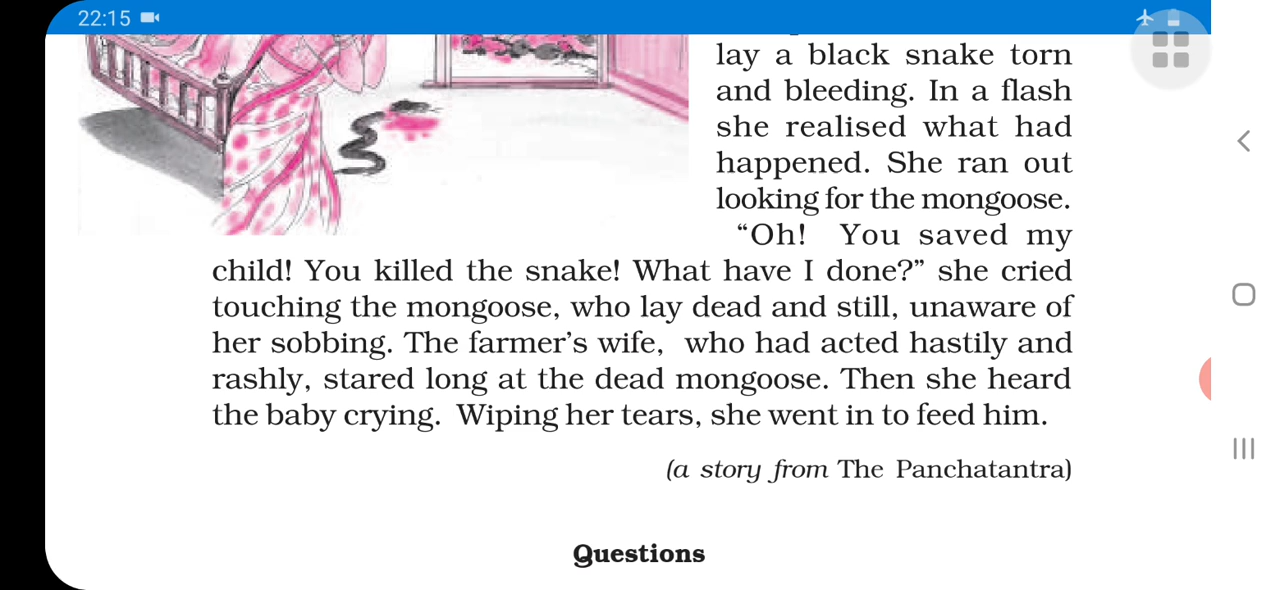 22:15
lay a black snake torn
and bleeding. In a flash
she realised what had
happened. She ran out
looking for the mongoose.
“Oh! You saved my
child! You killed the snake! What have I done?” she cried
touching the mongoose, who lay dead and still, unaware of
her sobbing. The farmer’s wife, who had acted hastily and
rashly, stared long at the dead mongoose. Then she heard
the baby crying. Wiping her tears, she went in to feed him.
(a story from The Panchatantra)
Questions